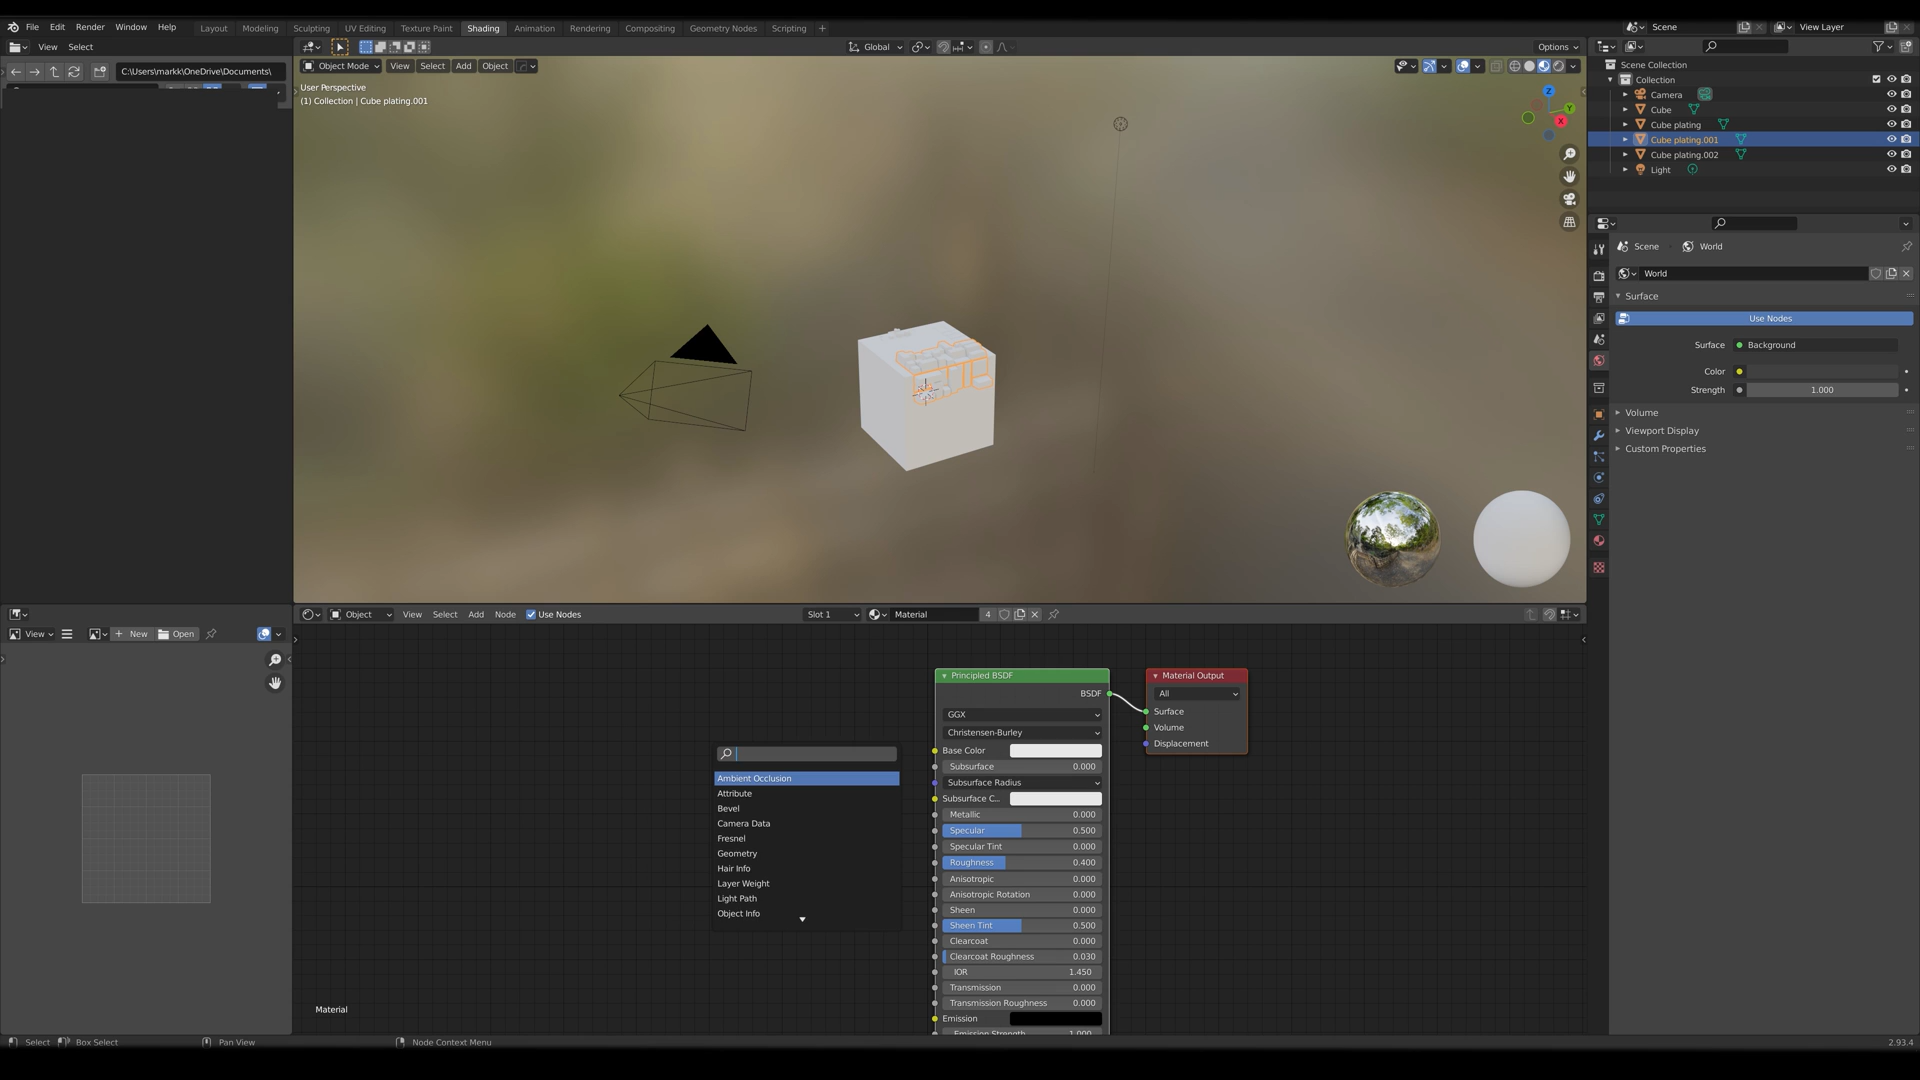 File Edit Render Window Help
Layout Modeling Sculpting UV Editing Texture Paint Shading Animation Rendering Compositing Geometry Nodes Scripting +
Scene
View Layer
View Select
Global
Options
C:\Users\markk\OneDrive\Documents\
Object Mode View Select Add Object
User Perspective
(1) Collection | Cube plating.001
Z
Y
X
Scene Collection
Collection
Camera
Cube
Cube plating
Cube plating.001
Cube plating.002
Light
Scene World
World
Surface
Use Nodes
Surface Background
Color
Strength 1.000
Volume
Viewport Display
Custom Properties
Object View Select Add Node Use Nodes
Slot 1
Material 4
View
New
Open
Principled BSDF
BSDF
GGX
Christensen-Burley
Base Color
Subsurface 0.000
Subsurface Radius
Subsurface C...
Metallic 0.000
Specular 0.500
Specular Tint 0.000
Roughness 0.400
Anisotropic 0.000
Anisotropic Rotation 0.000
Sheen 0.000
Sheen Tint 0.500
Clearcoat 0.000
Clearcoat Roughness 0.030
IOR 1.450
Transmission 0.000
Transmission Roughness 0.000
Emission
Emission Strength 1.000
Material Output
All
Surface
Volume
Displacement
Ambient Occlusion
Attribute
Bevel
Camera Data
Fresnel
Geometry
Hair Info
Layer Weight
Light Path
Object Info
Material
Select Box Select Pan View Node Context Menu
2.93.4